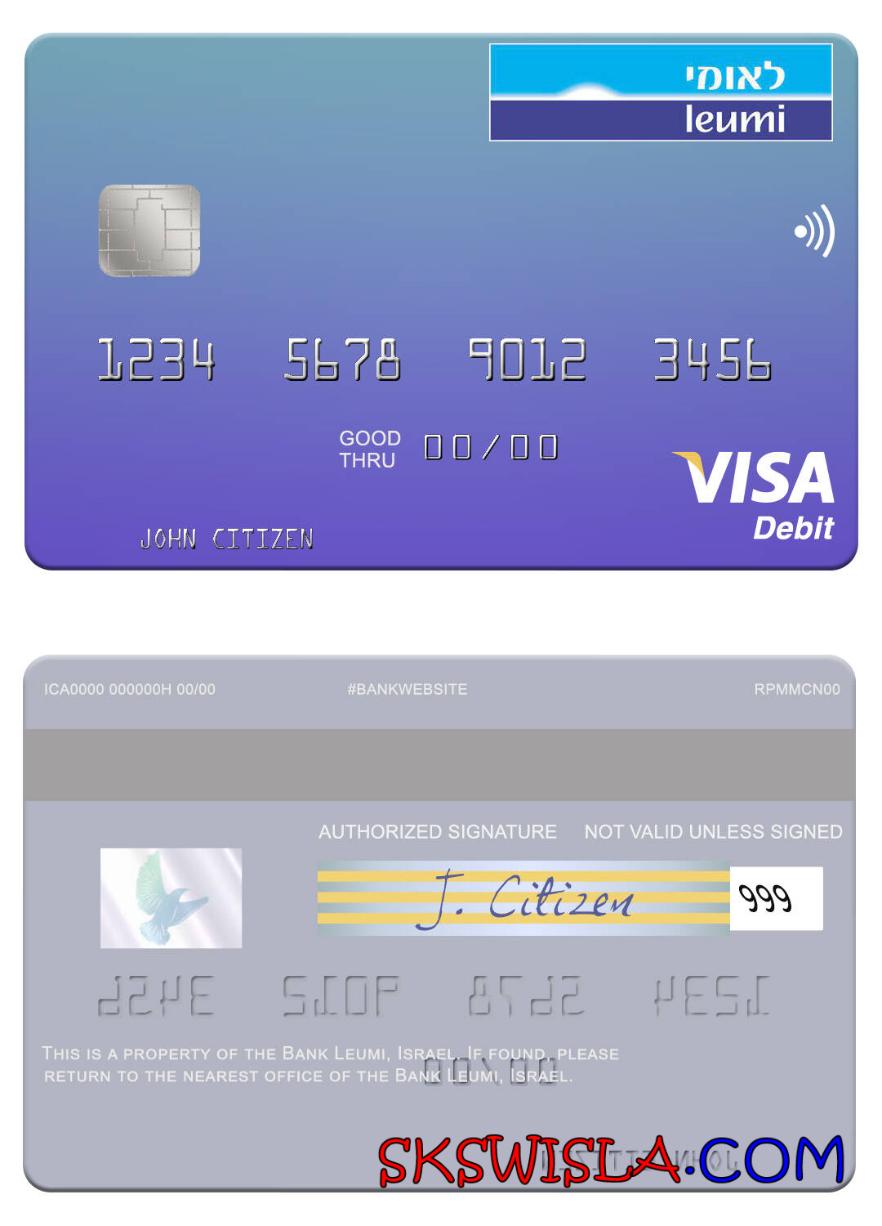 לאומי
leumi
1234 5678 9012 3456
GOOD THRU 00/00
VISA
Debit
JOHN CITIZEN
ICA0000 000000H 00/00 #BANKWEBSITE RPMMCN00
AUTHORIZED SIGNATURE NOT VALID UNLESS SIGNED
J. Citizen 999
THIS IS A PROPERTY OF THE BANK LEUMI, ISRAEL. IF FOUND, PLEASE
RETURN TO THE NEAREST OFFICE OF THE BANK LEUMI, ISRAEL.
SKSWISLA.COM